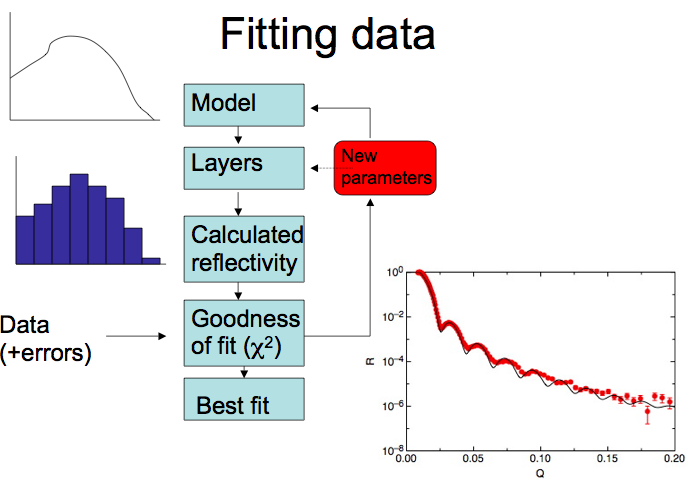 Fitting data
Model
Layers
New
parameters
Calculated
reflectivity
Data
(+errors)
Goodness
of fit (χ²)
Best fit
10⁰
10⁻²
10⁻⁴
10⁻⁶
10⁻⁸
R
0.00
0.05
0.10
0.15
0.20
Q